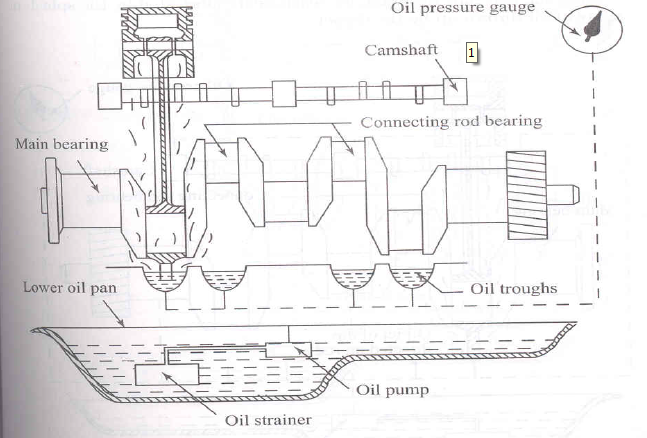 Oil pressure gauge
Camshaft
1
Connecting rod bearing
Main bearing
Lower oil pan
Oil troughs
Oil pump
Oil strainer